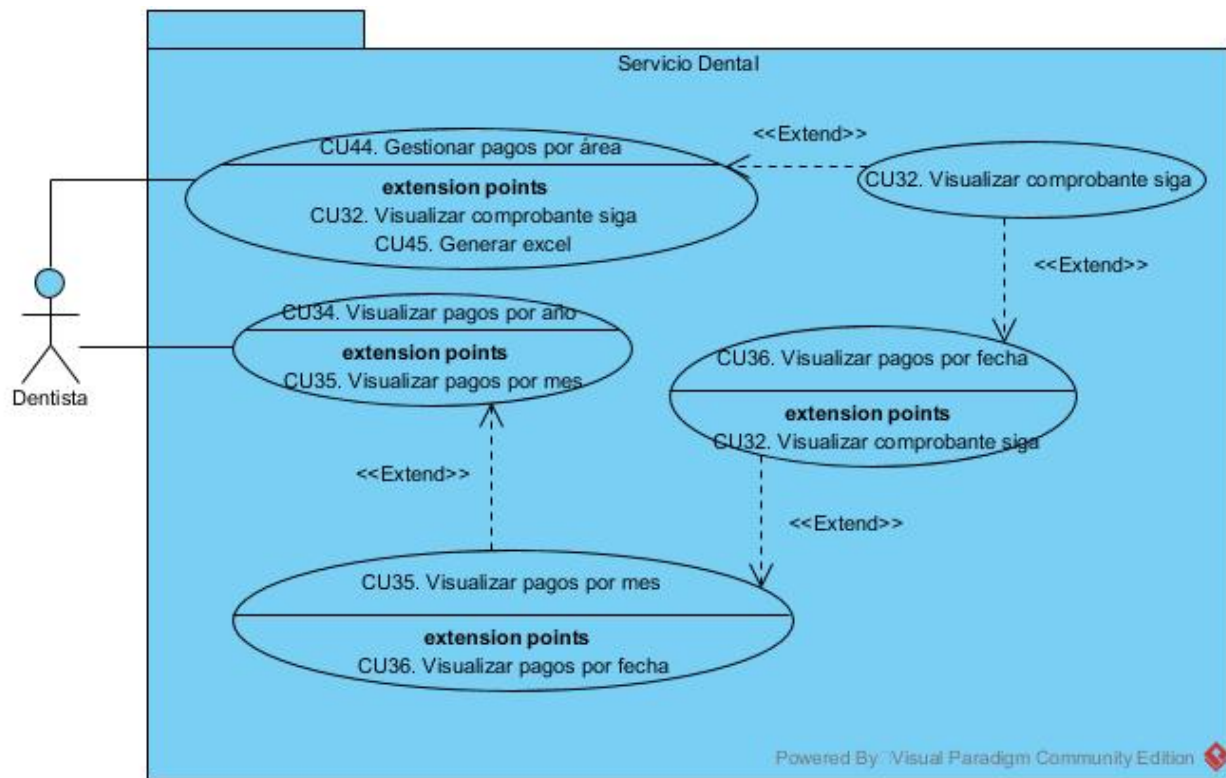 Servicio Dental
CU44. Gestionar pagos por área
extension points
CU32. Visualizar comprobante siga
CU45. Generar excel
<<Extend>>
CU32. Visualizar comprobante siga
<<Extend>>
Dentista
CU34. Visualizar pagos por año
extension points
CU35. Visualizar pagos por mes
CU36. Visualizar pagos por fecha
extension points
CU32. Visualizar comprobante siga
<<Extend>>
<<Extend>>
CU35. Visualizar pagos por mes
extension points
CU36. Visualizar pagos por fecha
Powered By Visual Paradigm Community Edition